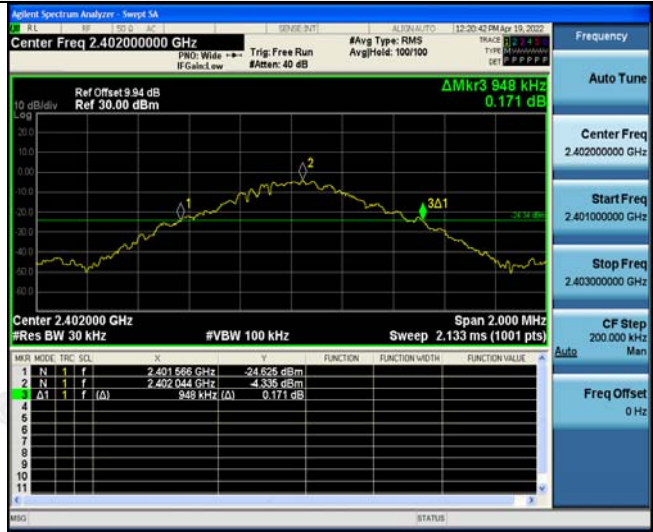 Agilent Spectrum Analyzer - Swept SA
RL RF 50 Ω AC SENSE:INT ALIGN AUTO 12:20:42 PM Apr 19, 2022
Center Freq 2.402000000 GHz
PNO: Wide
IFGain:Low
Trig: Free Run
#Atten: 40 dB
#Avg Type: RMS
Avg|Hold: 100/100
TRACE 1 2 3 4 5 6
TYPE
DET P P P P P P
Frequency
Auto Tune
Center Freq
2.402000000 GHz
Start Freq
2.401000000 GHz
Stop Freq
2.403000000 GHz
CF Step
200.000 kHz
Auto Man
Freq Offset
0 Hz
ΔMkr3 948 kHz
0.171 dB
Ref Offset 9.94 dB
Ref 30.00 dBm
10 dB/div
Log
20.0
10.0
0.00
-10.0
-20.0
-30.0
-40.0
-50.0
-60.0
1
2
3Δ1
Center 2.402000 GHz
#Res BW 30 kHz
#VBW 100 kHz
Span 2.000 MHz
Sweep 2.133 ms (1001 pts)
MKR MODE TRC SCL X Y FUNCTION FUNCTION WIDTH FUNCTION VALUE
1 N 1 f 2.401 566 GHz -24.625 dBm
2 N 1 f 2.402 044 GHz -4.335 dBm
3 Δ1 1 f (Δ) 948 kHz (Δ) 0.171 dB
4
5
6
7
8
9
10
11
MSG STATUS